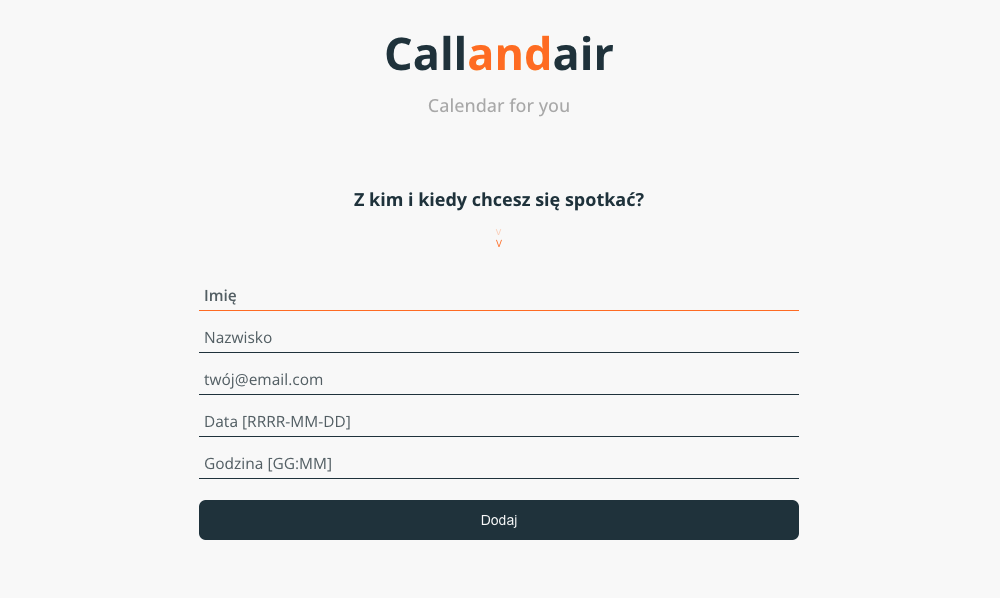 Callandair
Calendar for you
Z kim i kiedy chcesz się spotkać?
v
v
Imię
Nazwisko
twój@email.com
Data [RRRR-MM-DD]
Godzina [GG:MM]
Dodaj